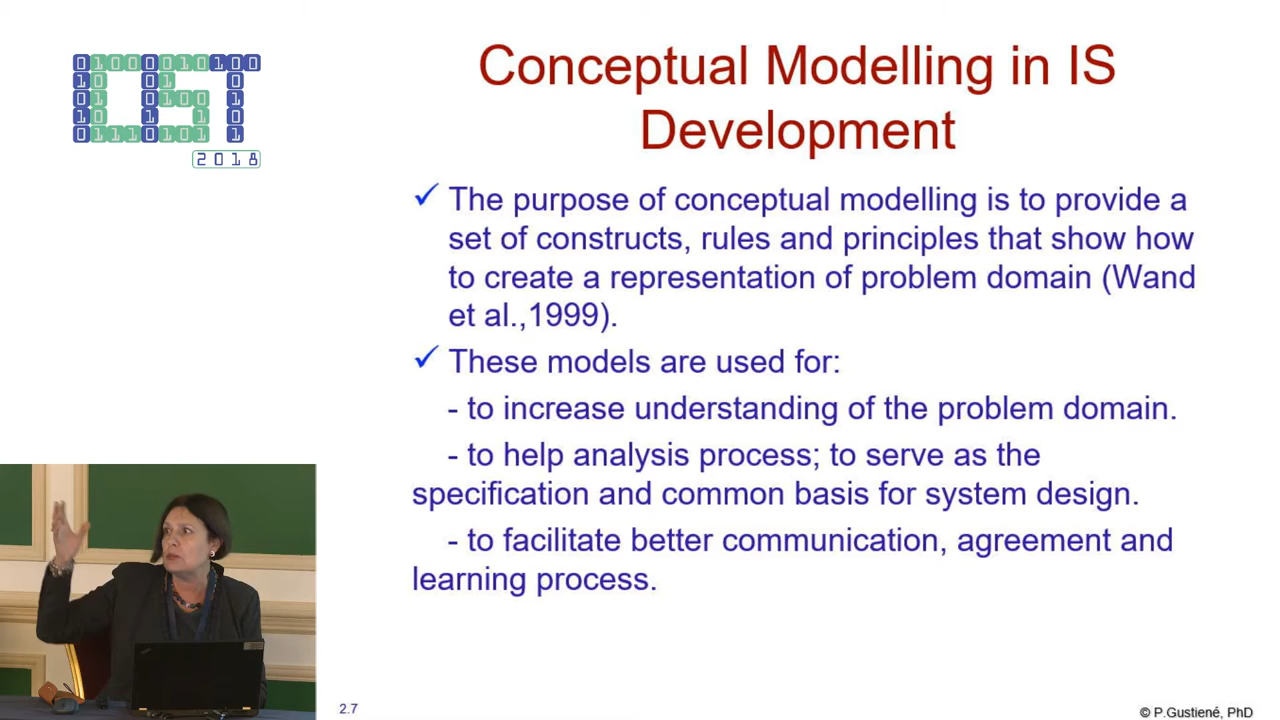 2018
Conceptual Modelling in IS
Development
✓ The purpose of conceptual modelling is to provide a
set of constructs, rules and principles that show how
to create a representation of problem domain (Wand
et al.,1999).
✓ These models are used for:
- to increase understanding of the problem domain.
- to help analysis process; to serve as the
specification and common basis for system design.
- to facilitate better communication, agreement and
learning process.
2.7
© P.Gustiené, PhD